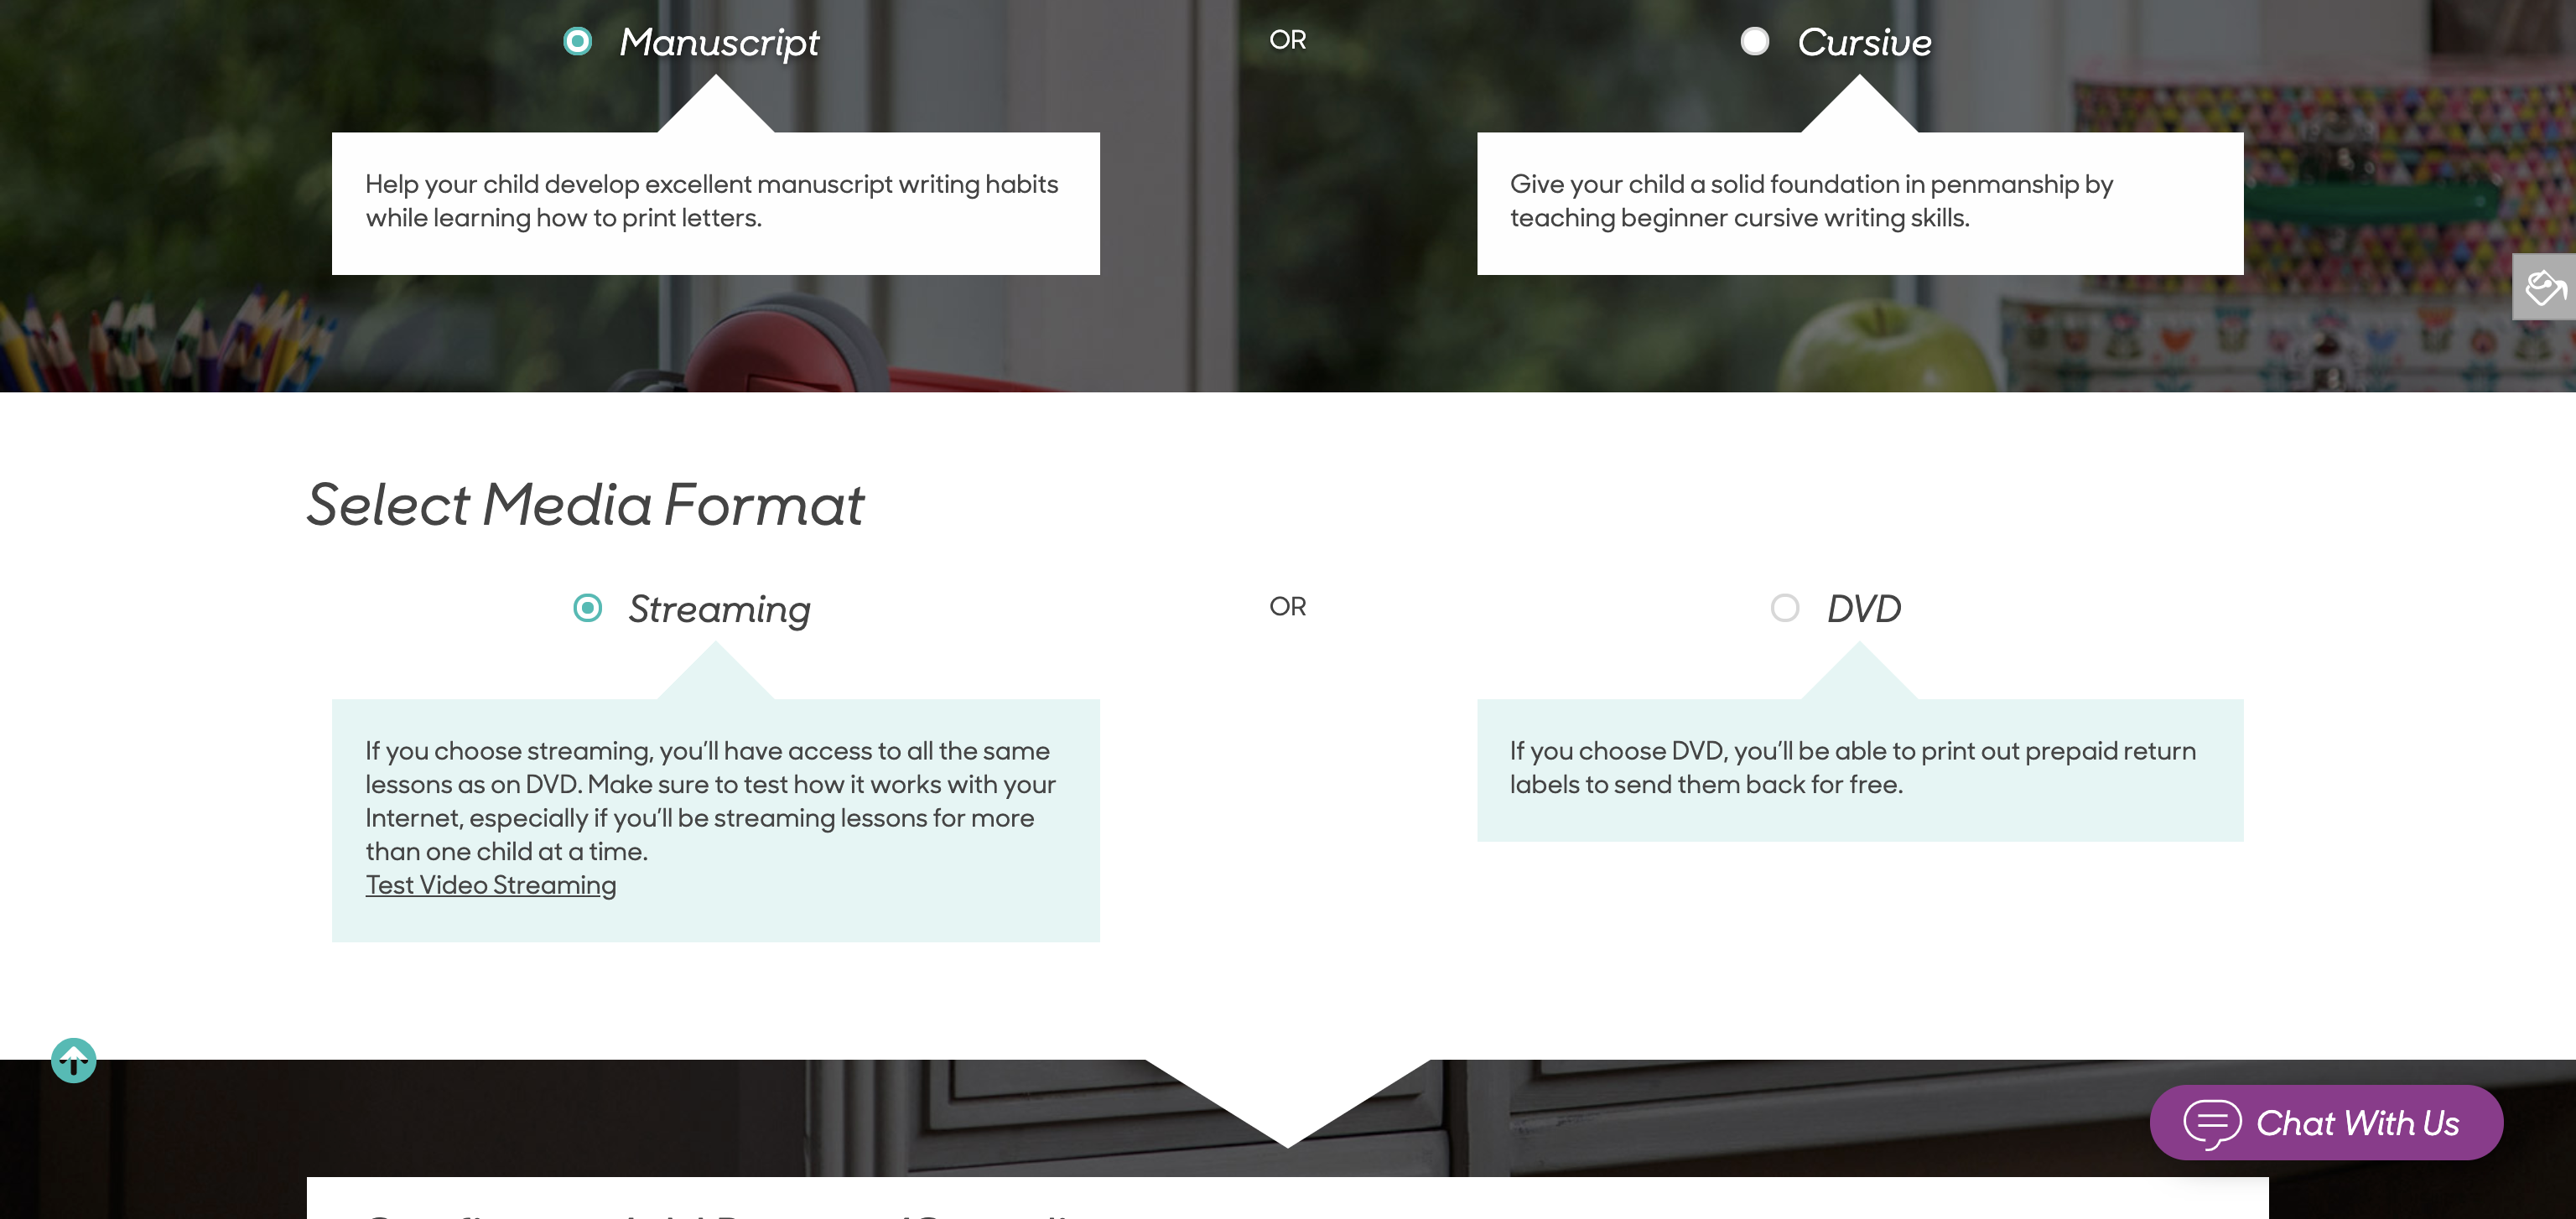 Manuscript
OR
Cursive
Help your child develop excellent manuscript writing habits
while learning how to print letters.
Give your child a solid foundation in penmanship by
teaching beginner cursive writing skills.
Select Media Format
Streaming
OR
DVD
If you choose streaming, you'll have access to all the same
lessons as on DVD. Make sure to test how it works with your
Internet, especially if you'll be streaming lessons for more
than one child at a time.
Test Video Streaming
If you choose DVD, you'll be able to print out prepaid return
labels to send them back for free.
Chat With Us